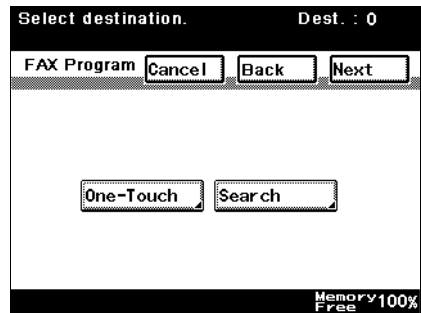 Select destination. Dest. : 0
FAX Program Cancel Back Next
One-Touch Search
Memory Free 100%